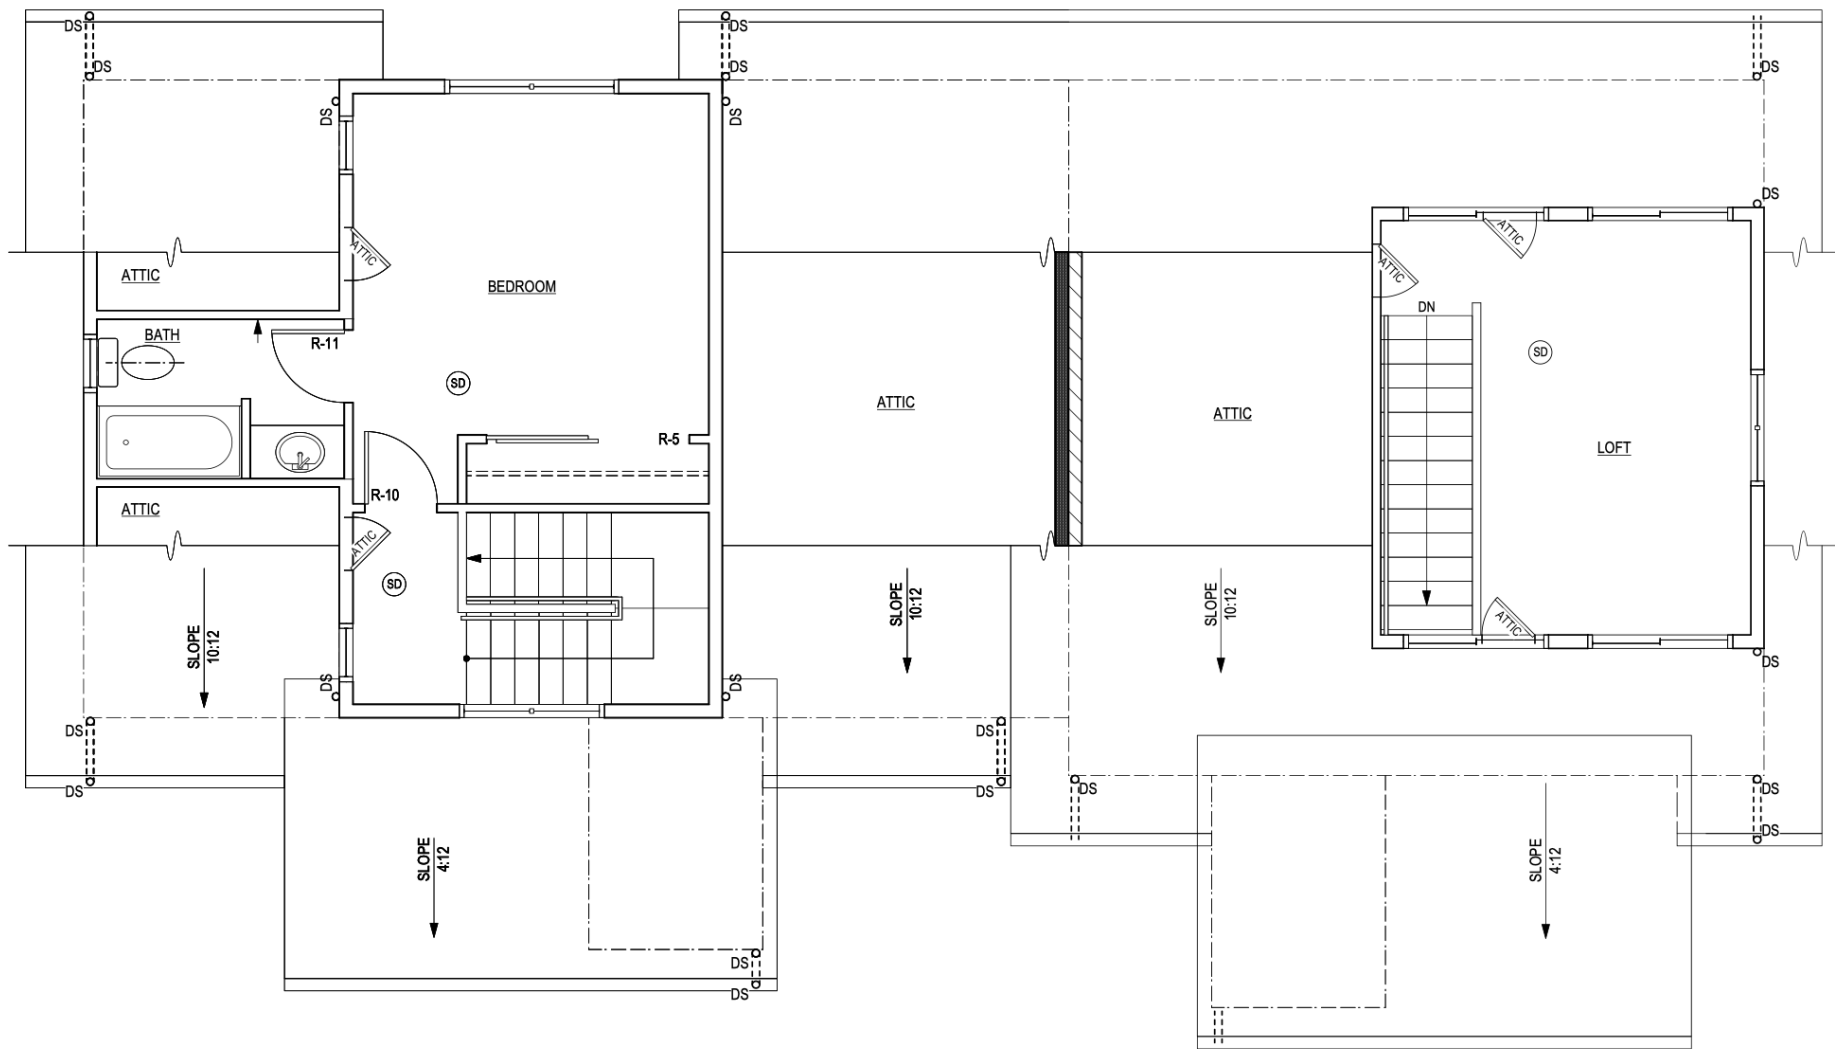 DS
DS
DS
DS
DS
DS
DS
DS
ATTIC
ATTIC
ATTIC
ATTIC
BEDROOM
DN
BATH
R-11
SD
SD
ATTIC
ATTIC
R-5
LOFT
R-10
ATTIC
ATTIC
SD
ATTIC
SLOPE
10:12
SLOPE
10:12
SLOPE
10:12
DS
DS
DS
DS
DS
DS
DS
DS
DS
DS
SLOPE
4:12
SLOPE
4:12
DS
DS